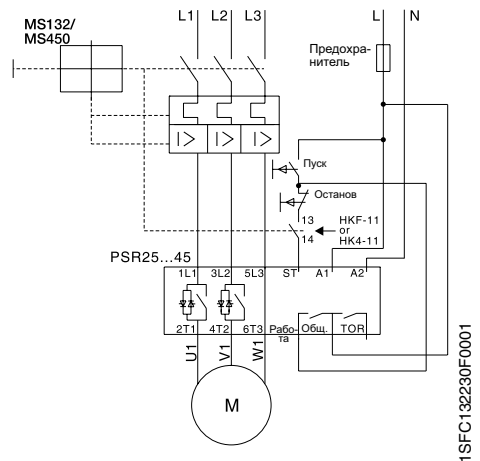 L1 L2 L3 L N
MS132/
MS450
Предохра-
нитель
I> I> I>
Пуск
Останов
13 HKF-11
or
14 HK4-11
PSR25...45
1L1 3L2 5L3 ST A1 A2
2T1 4T2 6T3 Рабо-
та Общ. TOR
U1 V1 W1
M
1SFC132230F0001